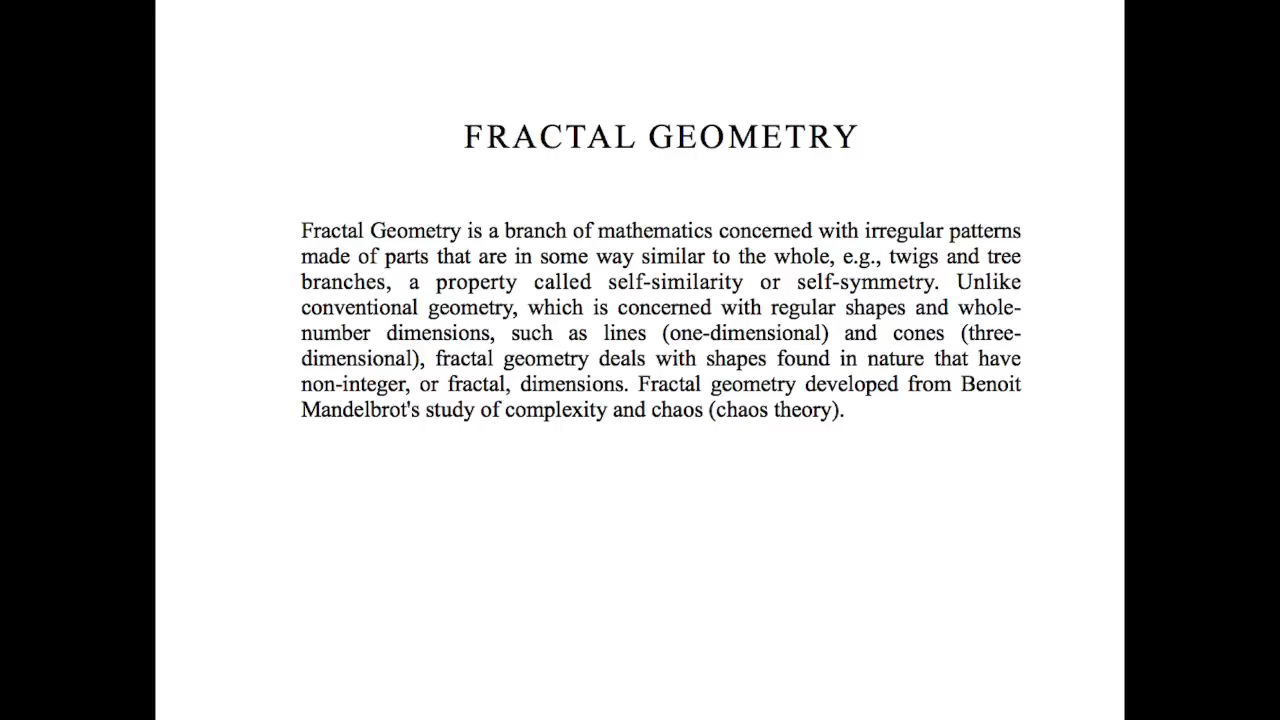 FRACTAL GEOMETRY
Fractal Geometry is a branch of mathematics concerned with irregular patterns
made of parts that are in some way similar to the whole, e.g., twigs and tree
branches, a property called self-similarity or self-symmetry. Unlike
conventional geometry, which is concerned with regular shapes and whole-
number dimensions, such as lines (one-dimensional) and cones (three-
dimensional), fractal geometry deals with shapes found in nature that have
non-integer, or fractal, dimensions. Fractal geometry developed from Benoit
Mandelbrot's study of complexity and chaos (chaos theory).